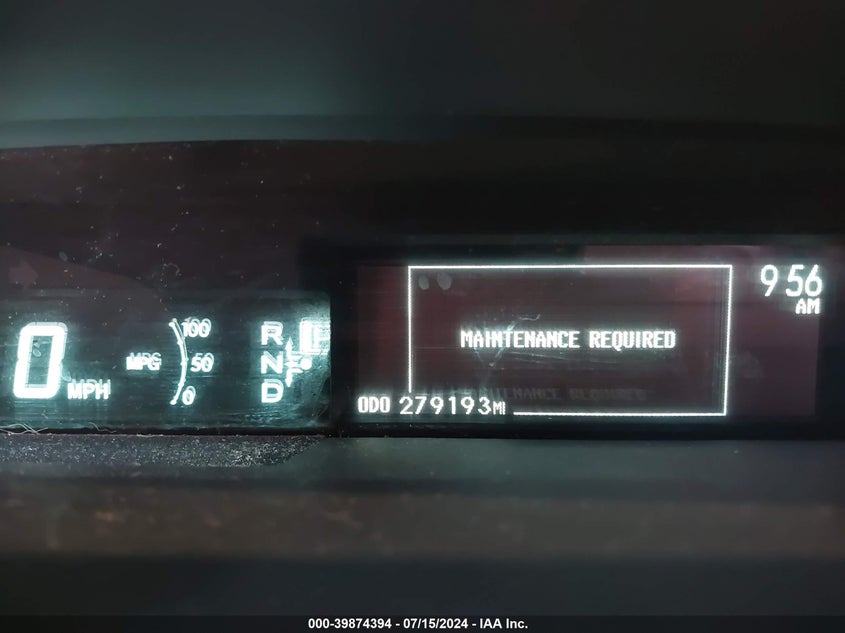 0 MPH
MPG
100
50
0
R
N
D
9:56
AM
MAINTENANCE REQUIRED
ODO 279193 MI
000-39874394 - 07/15/2024 - IAA Inc.